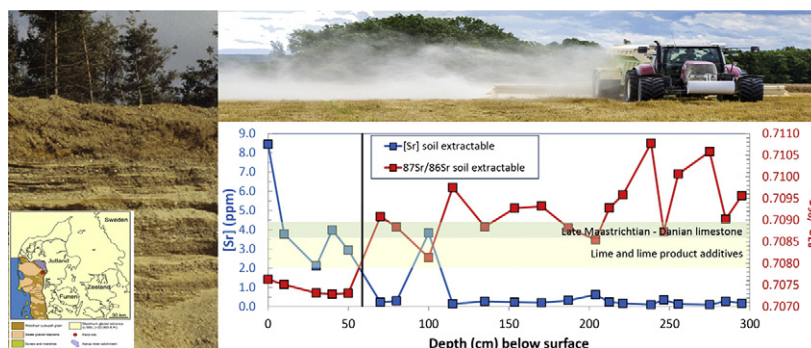 Sweden
Jutland
Funen
Zealand
50 km
[Sr] soil extractable
87Sr/86Sr soil extractable
9.0
8.0
7.0
6.0
5.0
4.0
3.0
2.0
1.0
0.0
[Sr] (ppm)
0.7110
0.7105
0.7100
0.7095
0.7090
0.7085
0.7080
0.7075
0.7070
Late Maastrichtian - Danian limestone
Lime and lime product additives
0 50 100 150 200 250 300
Depth (cm) below surface